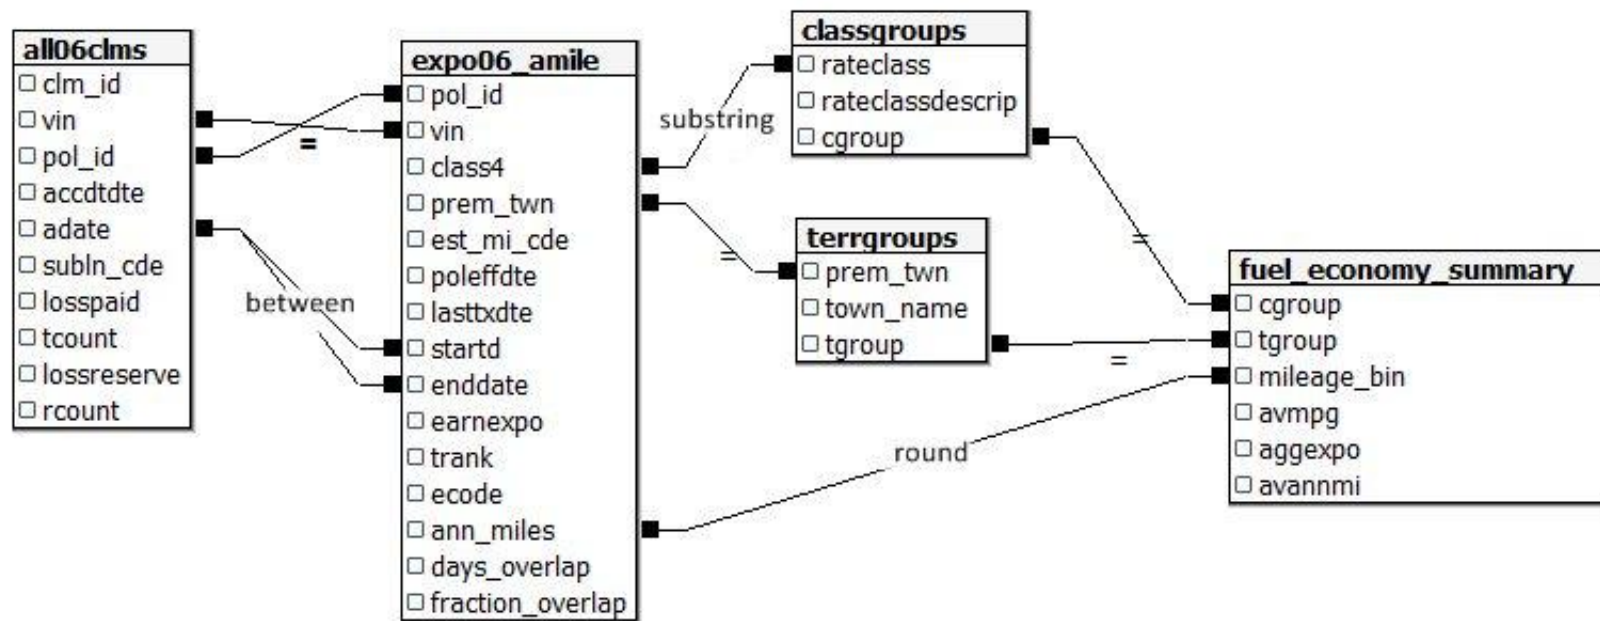 all06clms
clm_id
vin
pol_id
accdtdte
adate
subln_cde
losspaid
tcount
lossreserve
rcount
=
between
expo06_amile
pol_id
vin
class4
prem_twn
est_mi_cde
poleffdte
lasttxdte
startd
enddate
earnexpo
trank
ecode
ann_miles
days_overlap
fraction_overlap
substring
=
round
classgroups
rateclass
rateclassdescrip
cgroup
terrgroups
prem_twn
town_name
tgroup
=
=
fuel_economy_summary
cgroup
tgroup
mileage_bin
avmpg
aggexpo
avannmi